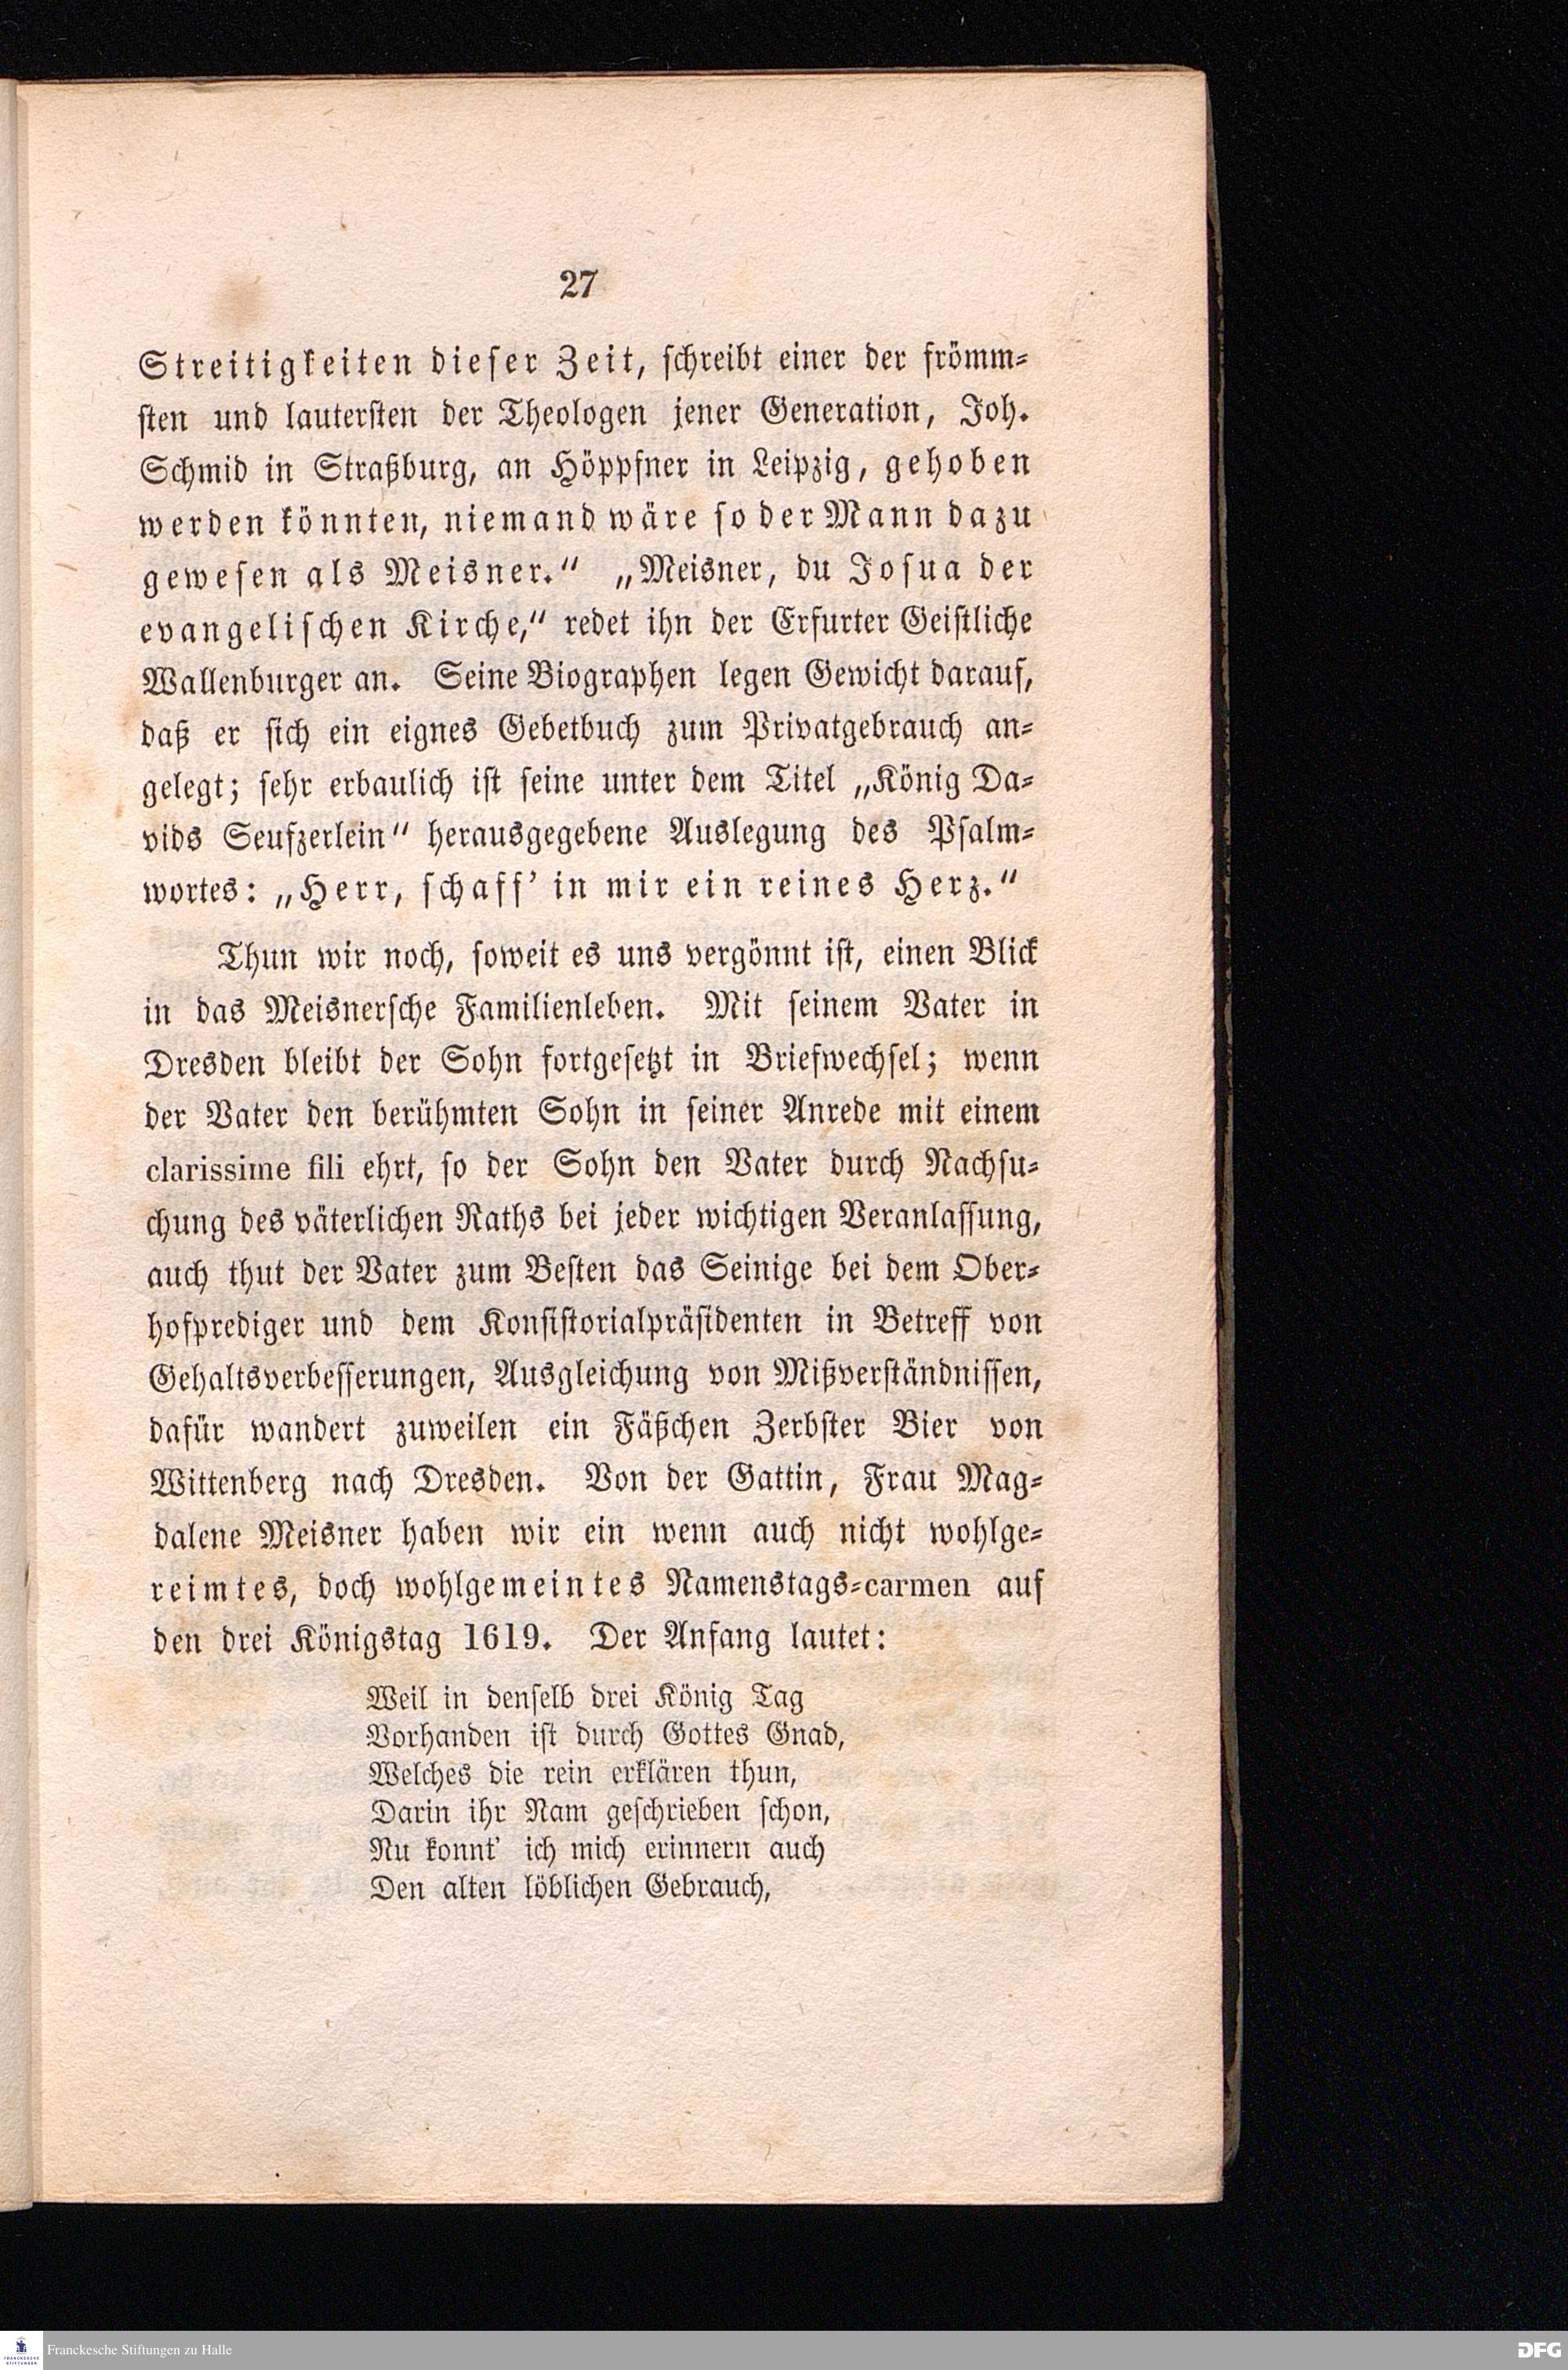 27
Streitigkeiten dieser Zeit, schreibt einer der frömm-
sten und lautersten der Theologen jener Generation, Joh.
Schmid in Straßburg, an Höppfner in Leipzig, gehoben
werden könnten, niemand wäre so der Mann dazu
gewesen als Meisner.“ „Meisner, du Josua der
evangelischen Kirche,“ redet ihn der Erfurter Geistliche
Wallenburger an. Seine Biographen legen Gewicht darauf,
daß er sich ein eignes Gebetbuch zum Privatgebrauch an-
gelegt; sehr erbaulich ist seine unter dem Titel „König Da-
vids Seufzerlein“ herausgegebene Auslegung des Psalm-
wortes: „Herr, schaff’ in mir ein reines Herz.“
Thun wir noch, soweit es uns vergönnt ist, einen Blick
in das Meisnersche Familienleben. Mit seinem Vater in
Dresden bleibt der Sohn fortgesetzt in Briefwechsel; wenn
der Vater den berühmten Sohn in seiner Anrede mit einem
clarissime fili ehrt, so der Sohn den Vater durch Nachsu-
chung des väterlichen Raths bei jeder wichtigen Veranlassung,
auch thut der Vater zum Besten das Seinige bei dem Ober-
hofprediger und dem Konsistorialpräsidenten in Betreff von
Gehaltsverbesserungen, Ausgleichung von Mißverständnissen,
dafür wandert zuweilen ein Fäßchen Zerbster Bier von
Wittenberg nach Dresden. Von der Gattin, Frau Mag-
dalene Meisner haben wir ein wenn auch nicht wohlge-
reimtes, doch wohlgemeintes Namenstags-carmen auf
den drei Königstag 1619. Der Anfang lautet:
Weil in denselb drei König Tag
Vorhanden ist durch Gottes Gnad,
Welches die rein erklären thun,
Darin ihr Nam geschrieben schon,
Nu konnt’ ich mich erinnern auch
Den alten löblichen Gebrauch,
FRANCKESCHE STIFTUNGEN
Franckesche Stiftungen zu Halle
DFG